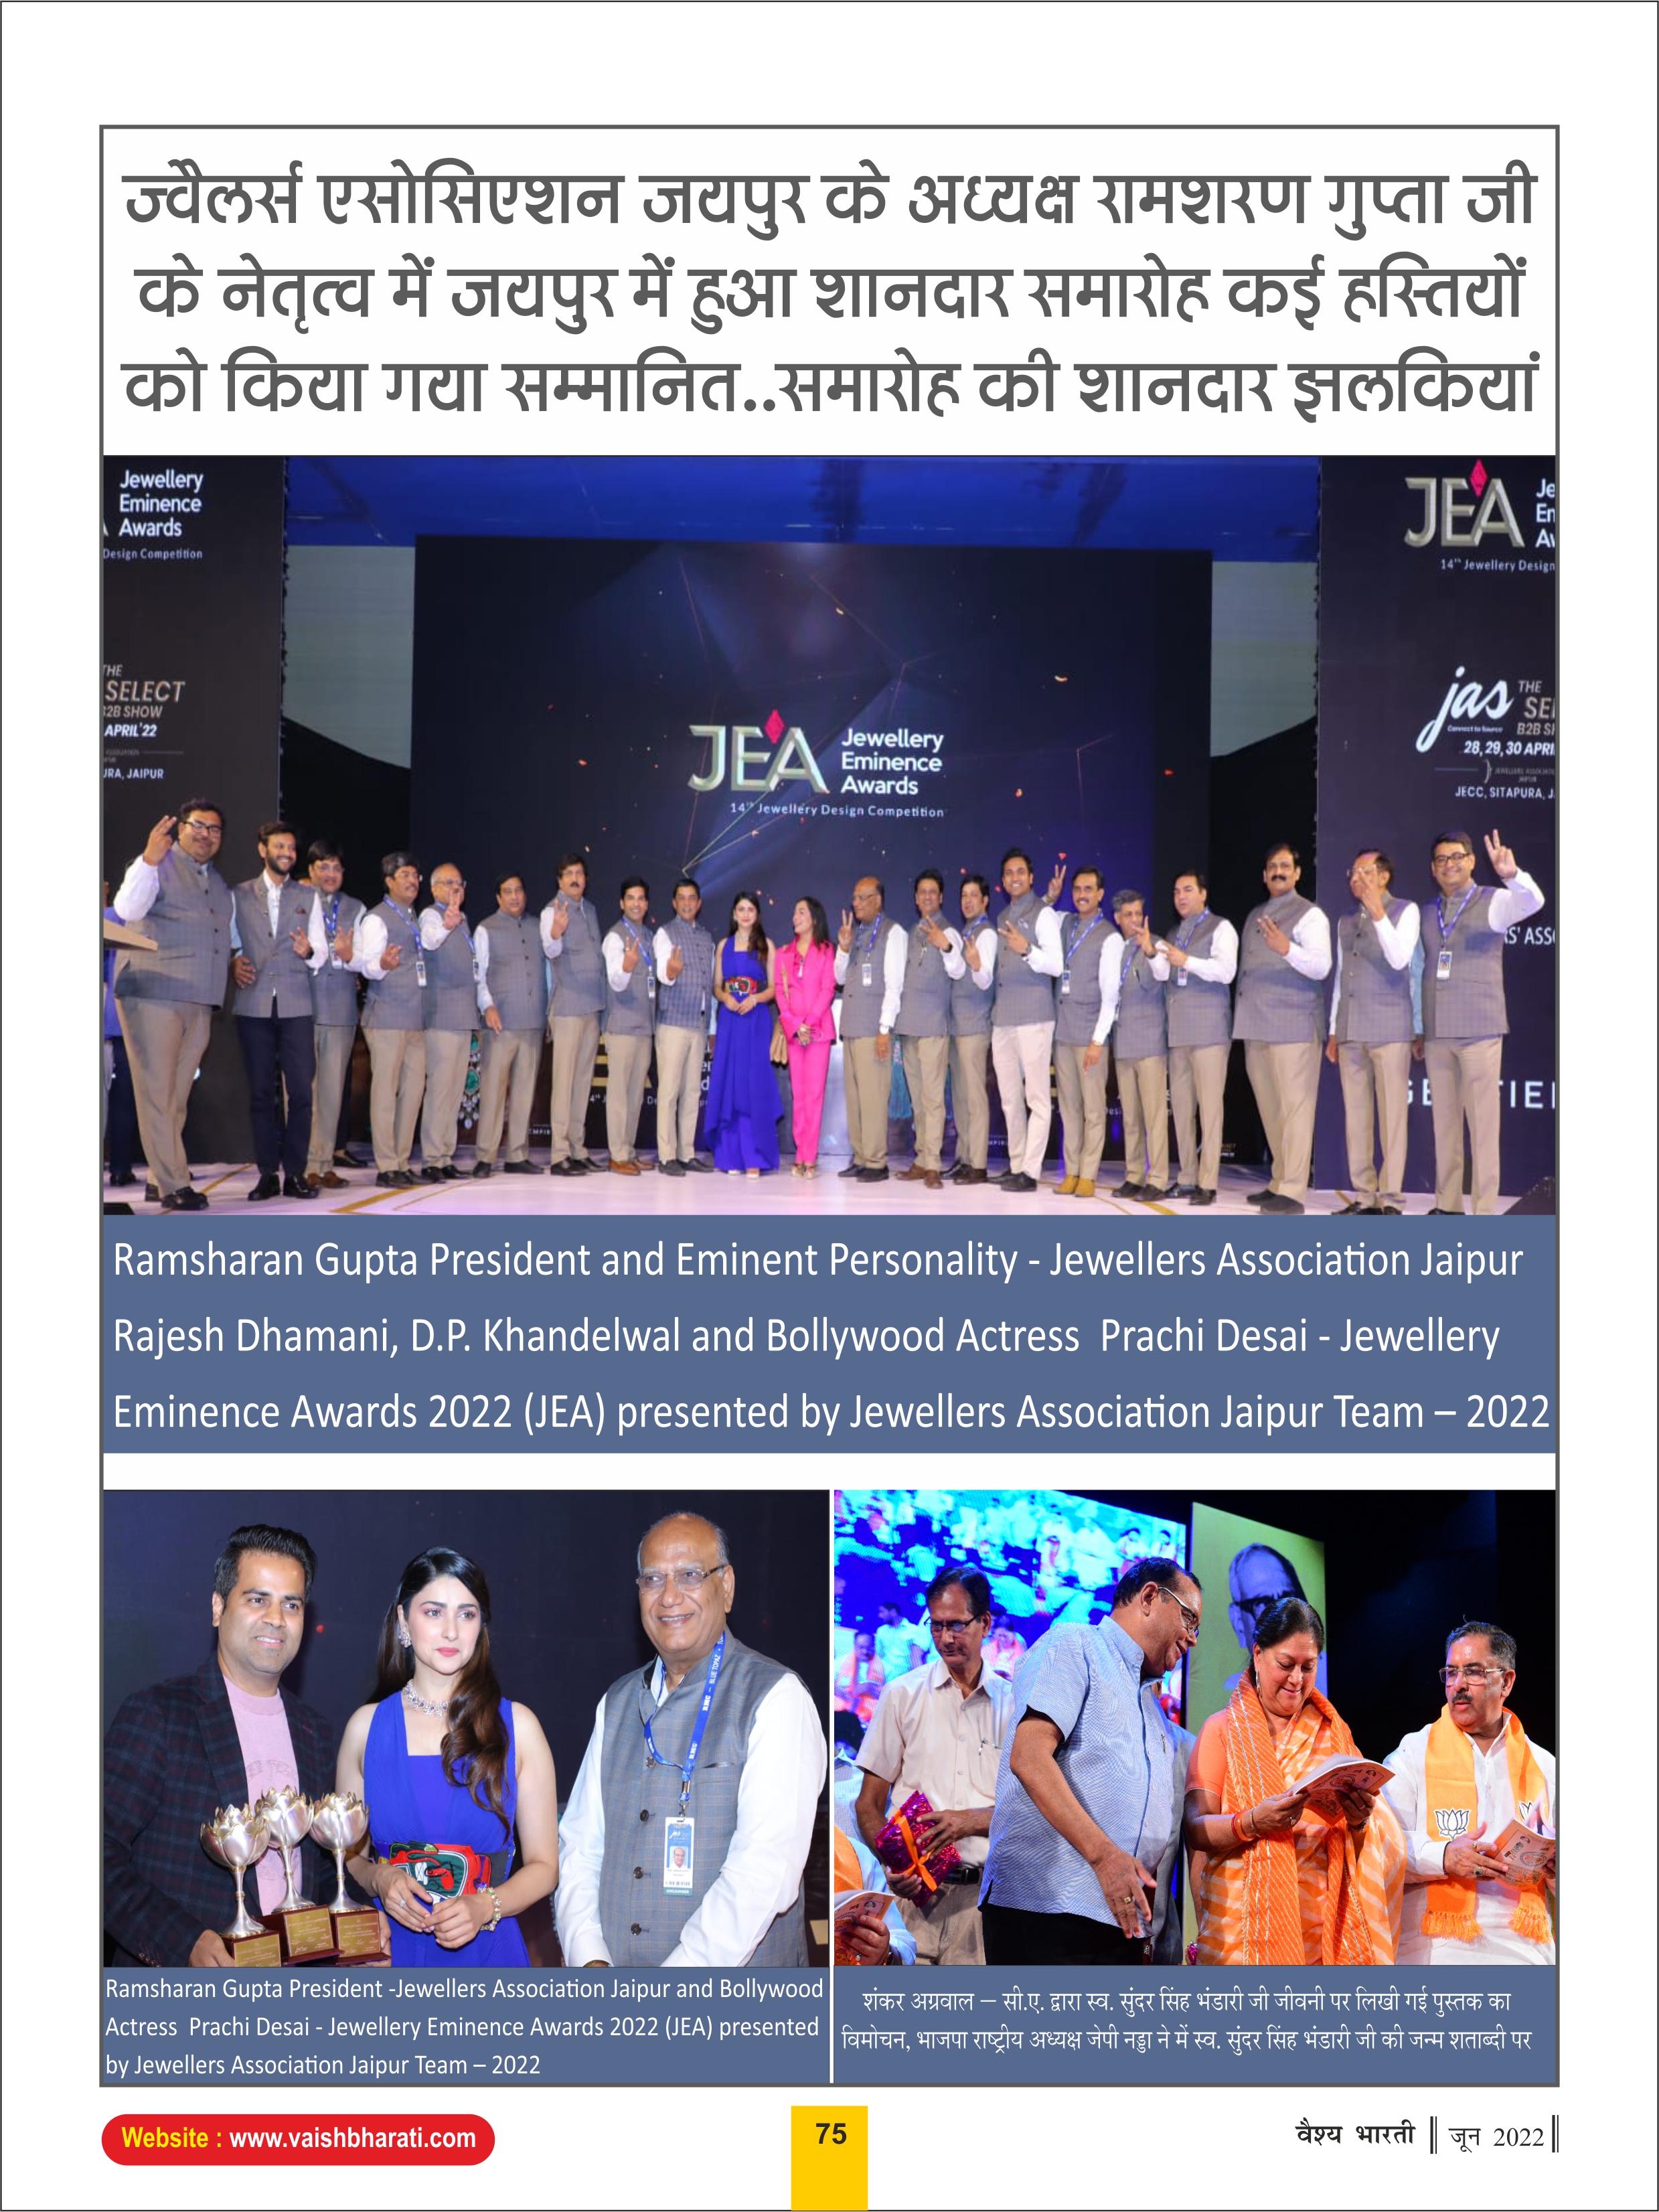 ज्वैलर्स एसोसिएशन जयपुर के अध्यक्ष रामशरण गुप्ता जी
के नेतृत्व में जयपुर में हुआ शानदार समारोह कई हस्तियों
को किया गया सम्मानित..समारोह की शानदार झलकियां
Jewellery
Eminence
Awards
Design Competition
THE
SELECT
B2B SHOW
APRIL'22
JAIPUR
JEA
Jewellery
Eminence
Awards
14th Jewellery Design Competition
JEA
14th Jewellery Design
jas
THE
Connect to Source
B2B
28, 29, 30 APRI
JECC, SITAPURA, J
Ramsharan Gupta President and Eminent Personality - Jewellers Association Jaipur
Rajesh Dhamani, D.P. Khandelwal and Bollywood Actress Prachi Desai - Jewellery
Eminence Awards 2022 (JEA) presented by Jewellers Association Jaipur Team – 2022
Ramsharan Gupta President -Jewellers Association Jaipur and Bollywood
Actress Prachi Desai - Jewellery Eminence Awards 2022 (JEA) presented
by Jewellers Association Jaipur Team – 2022
शंकर अग्रवाल – सी.ए. द्वारा स्व. सुंदर सिंह भंडारी जी जीवनी पर लिखी गई पुस्तक का
विमोचन, भाजपा राष्ट्रीय अध्यक्ष जेपी नड्डा ने में स्व. सुंदर सिंह भंडारी जी की जन्म शताब्दी पर
Website : www.vaishbharati.com
75
वैश्य भारती || जून 2022 ||